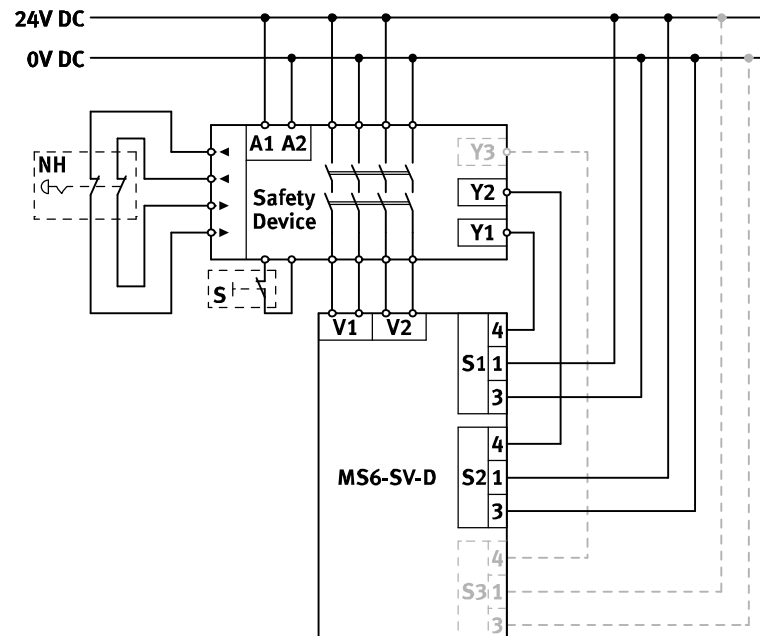 24V DC
0V DC
A1 A2
Y3
NH
Y2
Safety
Device
Y1
S
V1 V2
4
S1 1
3
4
MS6-SV-D S2 1
3
4
S3 1
3